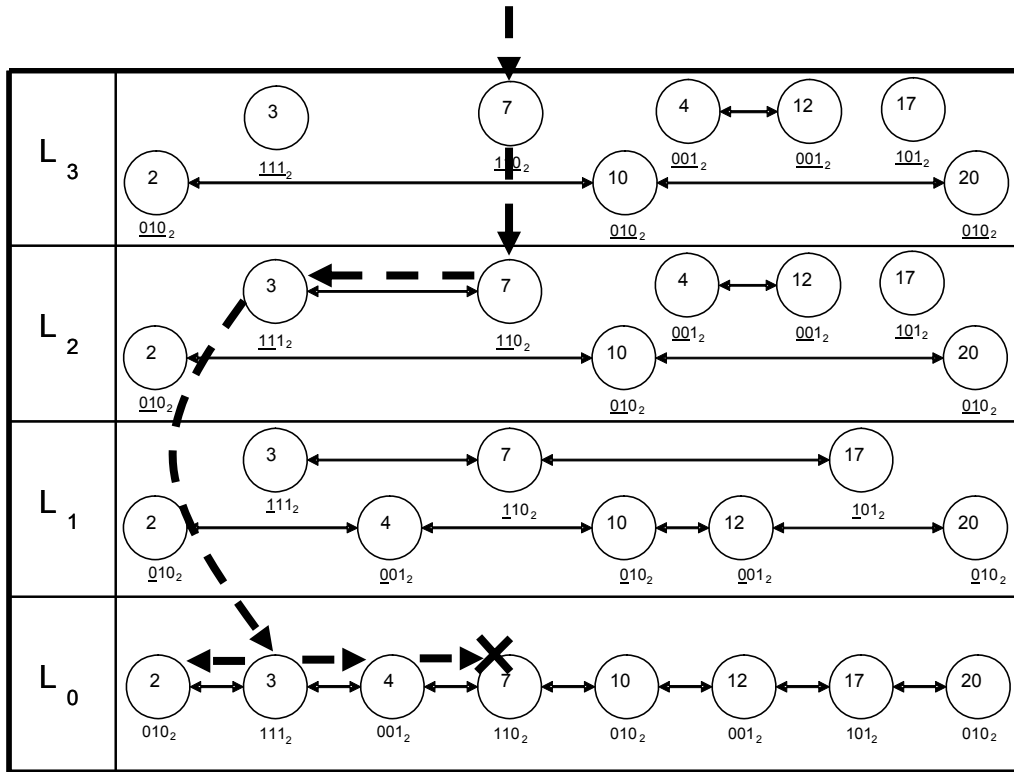 3 7 4 12 17
111₂ 110₂ 001₂ 001₂ 101₂
L₃
2 10 20
010₂ 010₂ 010₂
3 7 4 12 17
111₂ 110₂ 001₂ 001₂ 101₂
L₂
2 10 20
010₂ 010₂ 010₂
3 7 17
111₂ 110₂ 101₂
L₁
2 4 10 12 20
010₂ 001₂ 010₂ 001₂ 010₂
L₀
2 3 4 7 10 12 17 20
010₂ 111₂ 001₂ 110₂ 010₂ 001₂ 101₂ 010₂